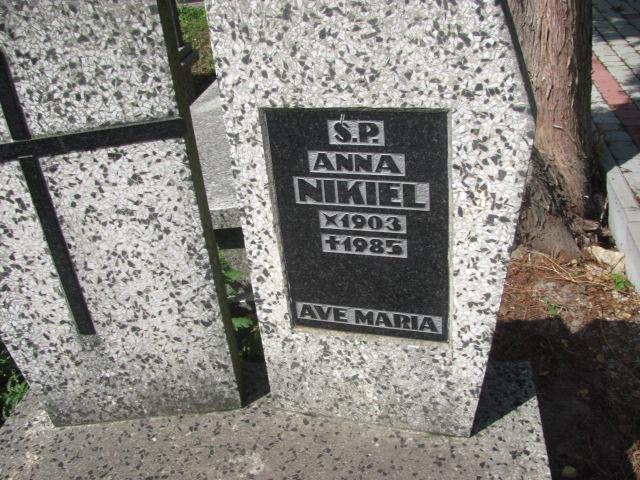 Ś.P.
ANNA
NIKIEL
×1903
†1985
AVE MARIA